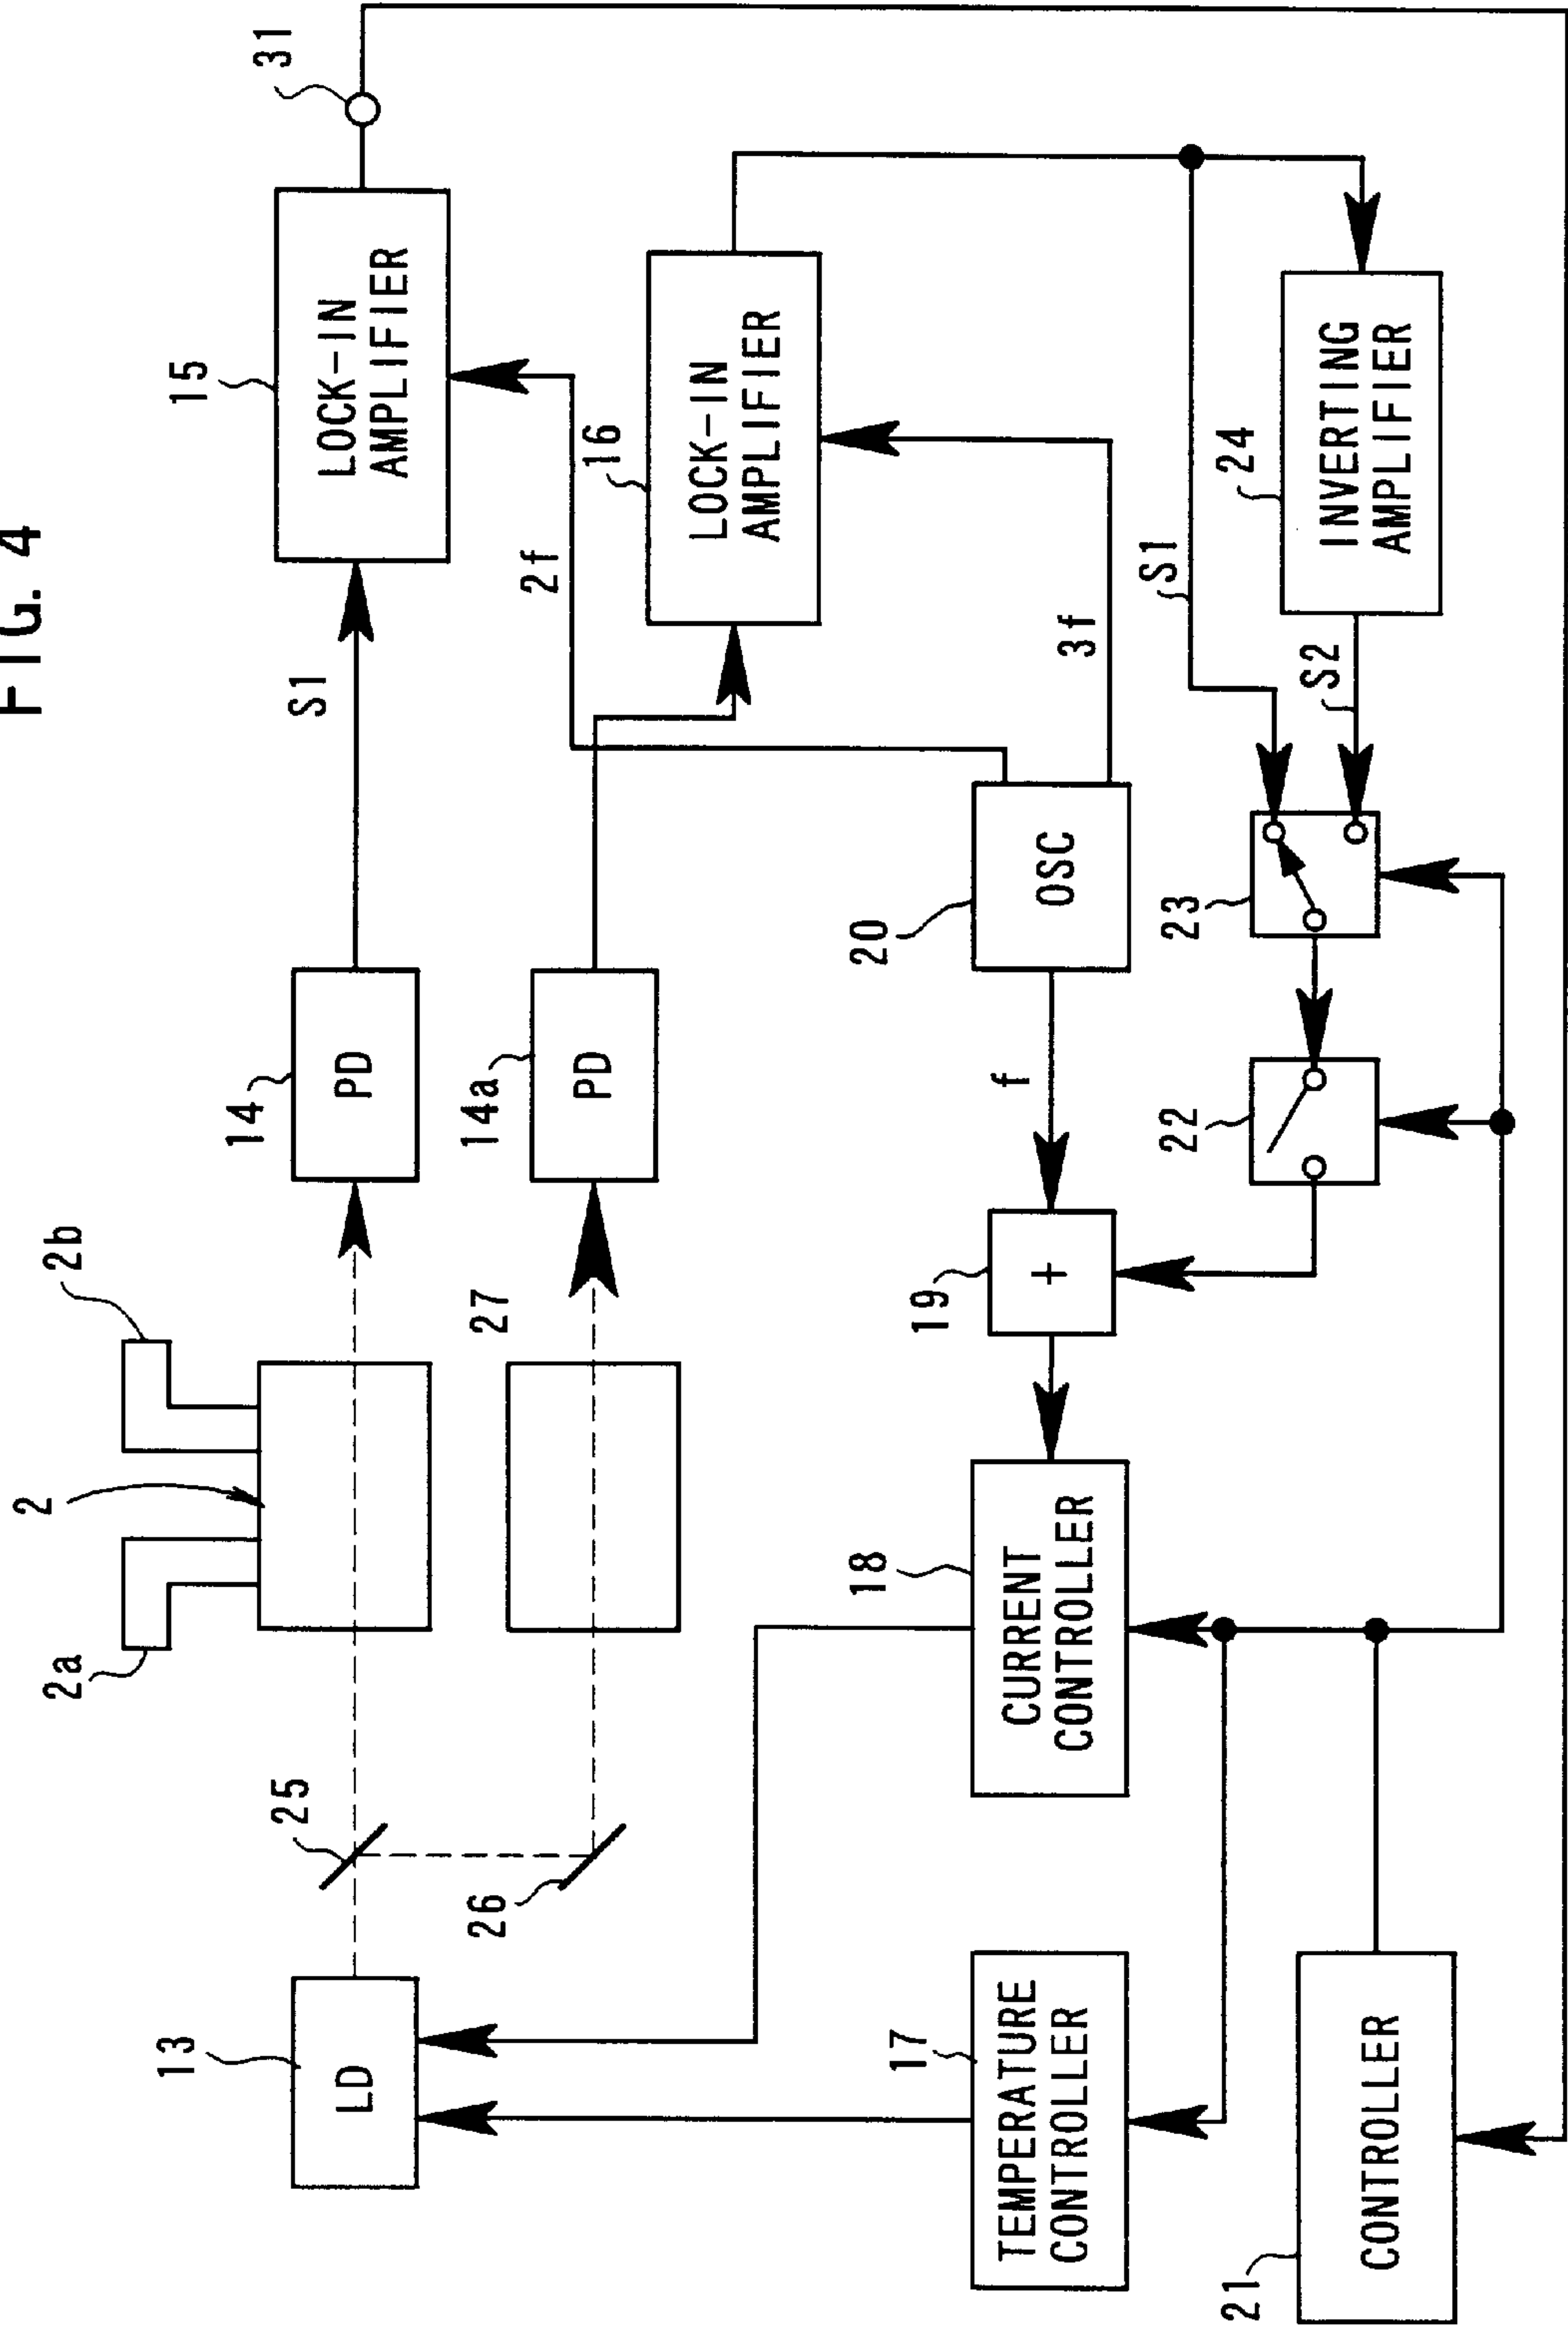 FIG. 4
2
2a
2b
13
LD
25
14
PD
S1
15
LOCK-IN
AMPLIFIER
31
26
27
14a
PD
2f
16
LOCK-IN
AMPLIFIER
17
TEMPERATURE
CONTROLLER
18
CURRENT
CONTROLLER
19
+
f
20
OSC
3f
21
CONTROLLER
22
23
S1
S2
24
INVERTING
AMPLIFIER